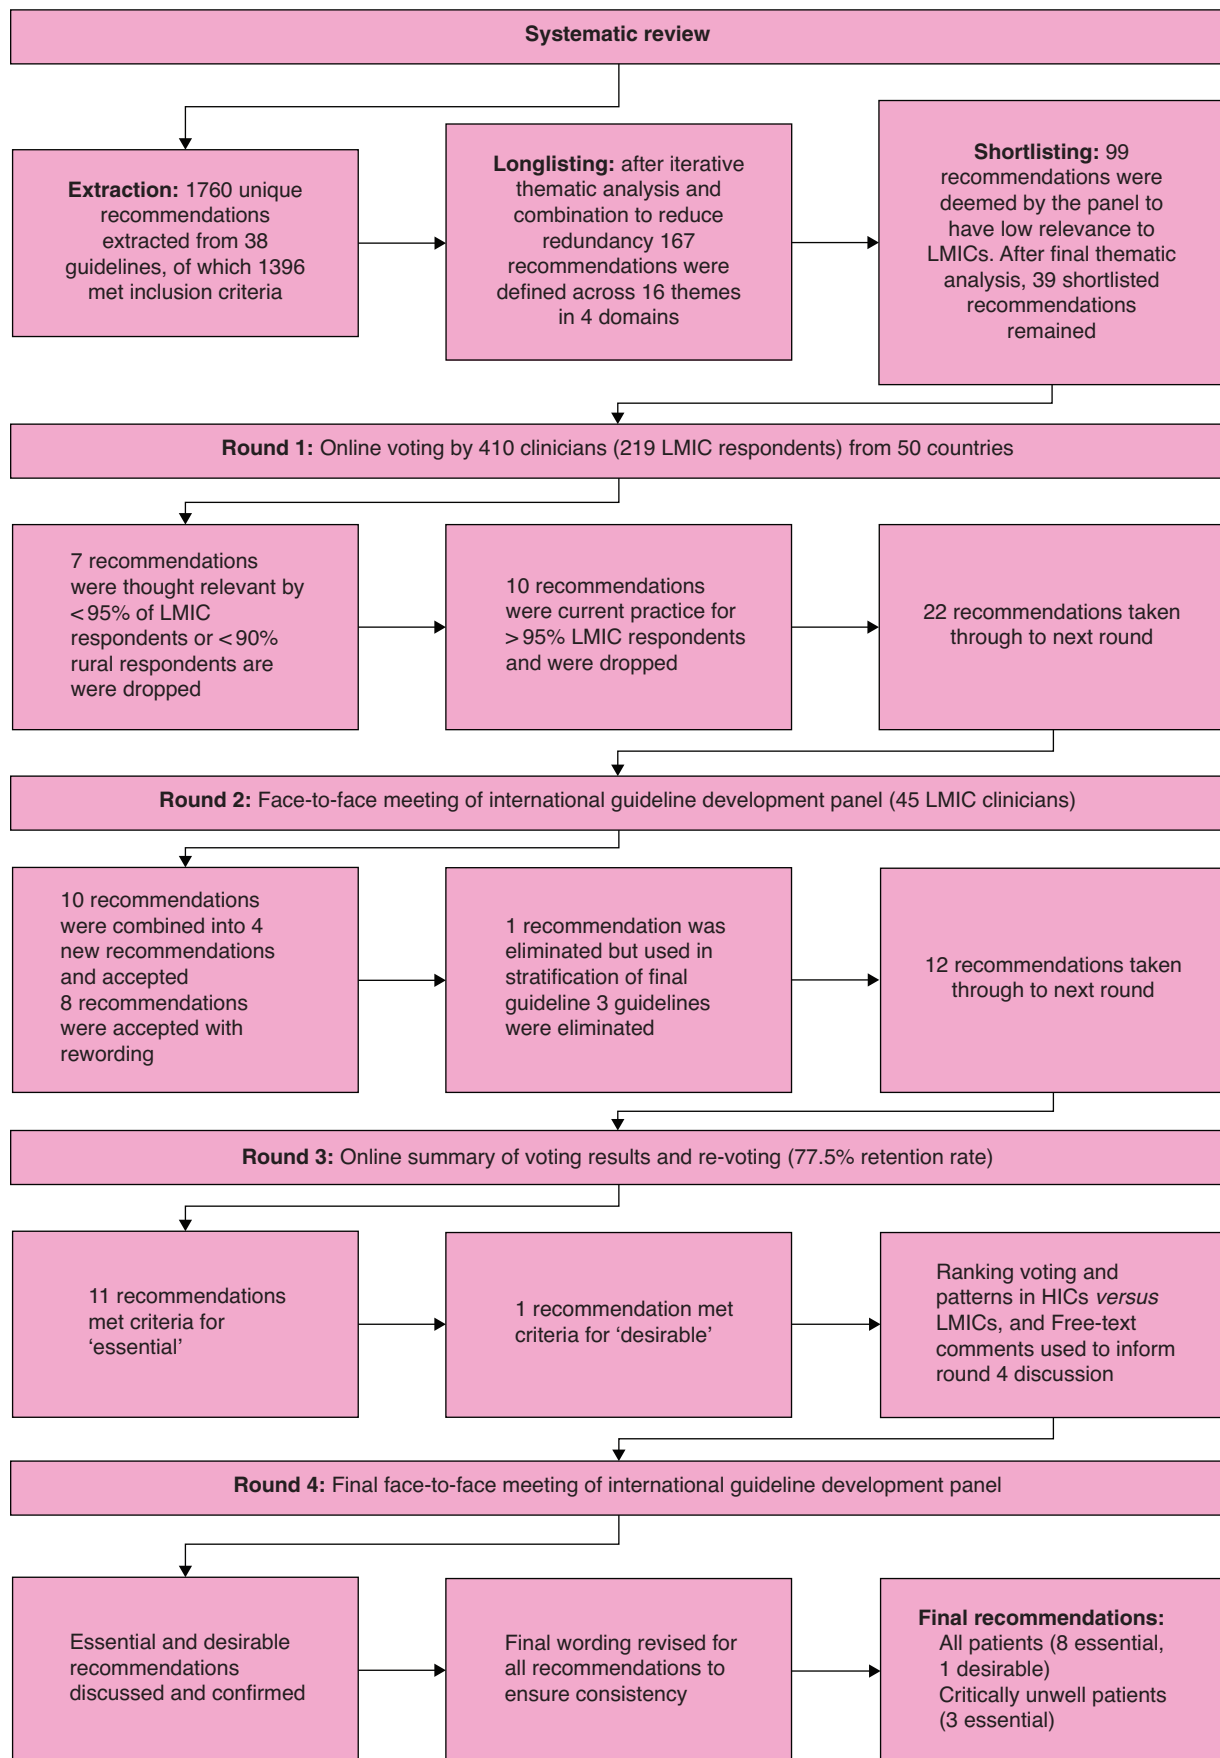 Systematic review
Extraction: 1760 unique
recommendations
extracted from 38
guidelines, of which 1396
met inclusion criteria
Longlisting: after iterative
thematic analysis and
combination to reduce
redundancy 167
recommendations were
defined across 16 themes
in 4 domains
Shortlisting: 99
recommendations were
deemed by the panel to
have low relevance to
LMICs. After final thematic
analysis, 39 shortlisted
recommendations
remained
Round 1: Online voting by 410 clinicians (219 LMIC respondents) from 50 countries
7 recommendations
were thought relevant by
<95% of LMIC
respondents or <90%
rural respondents are
were dropped
10 recommendations
were current practice for
>95% LMIC respondents
and were dropped
22 recommendations taken
through to next round
Round 2: Face-to-face meeting of international guideline development panel (45 LMIC clinicians)
10 recommendations
were combined into 4
new recommendations
and accepted
8 recommendations
were accepted with
rewording
1 recommendation was
eliminated but used in
stratification of final
guideline 3 guidelines
were eliminated
12 recommendations taken
through to next round
Round 3: Online summary of voting results and re-voting (77.5% retention rate)
11 recommendations
met criteria for
‘essential’
1 recommendation met
criteria for ‘desirable’
Ranking voting and
patterns in HICs versus
LMICs, and Free-text
comments used to inform
round 4 discussion
Round 4: Final face-to-face meeting of international guideline development panel
Essential and desirable
recommendations
discussed and confirmed
Final wording revised for
all recommendations to
ensure consistency
Final recommendations:
All patients (8 essential,
1 desirable)
Critically unwell patients
(3 essential)